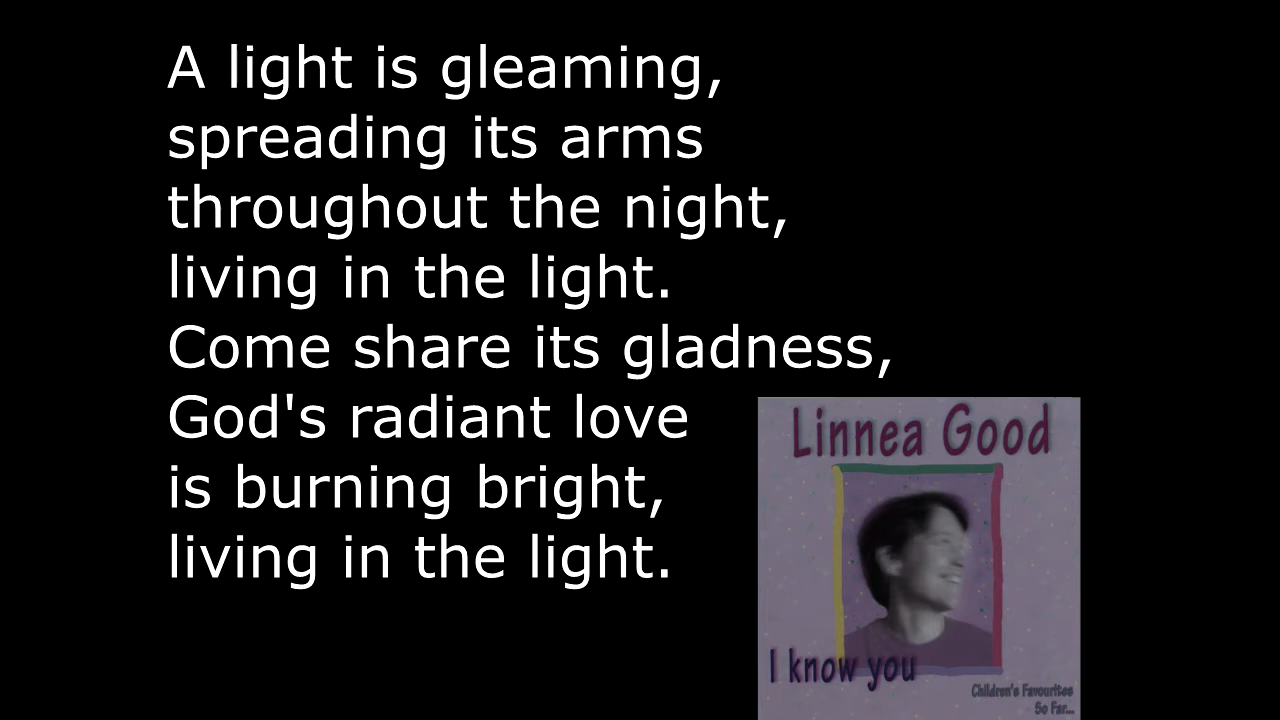 A light is gleaming,
spreading its arms
throughout the night,
living in the light.
Come share its gladness,
God's radiant love
is burning bright,
living in the light.
Linnea Good
I know you
Children's Favourites
So Far...